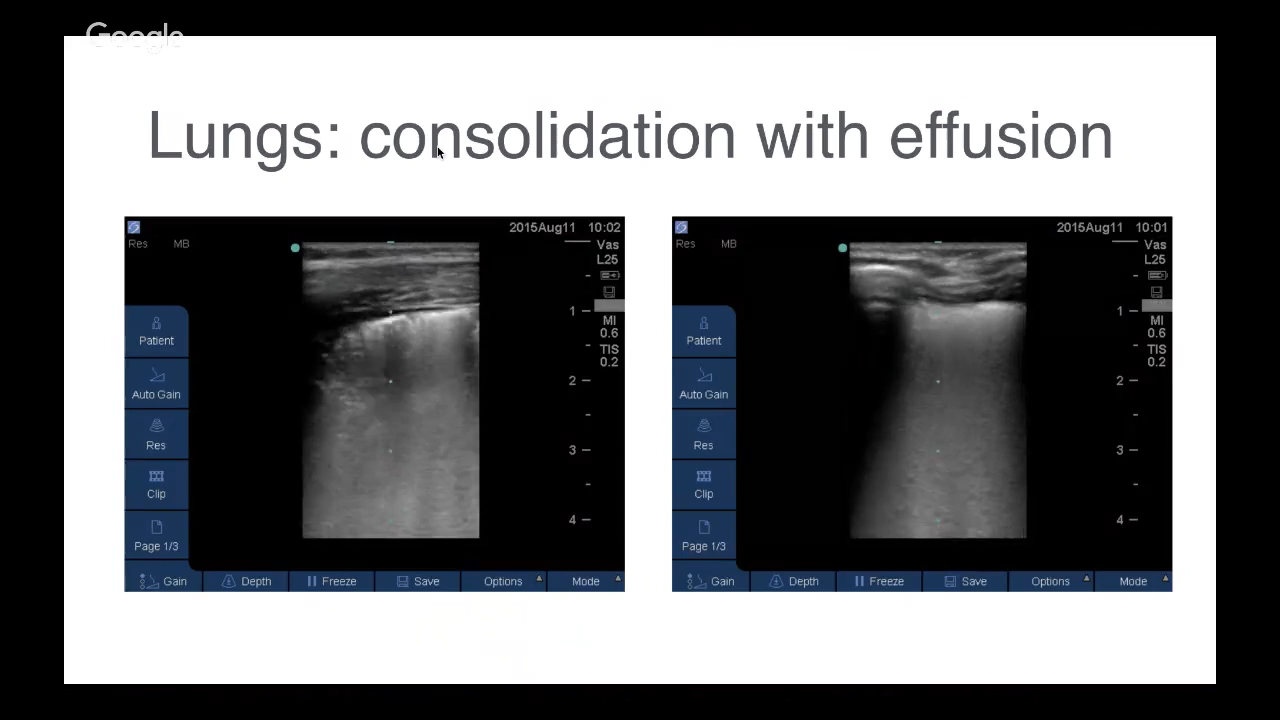 Google
Lungs: consolidation with effusion
2015Aug11 10:02
Res MB
Vas
L25
1
MI
0.6
TIS
0.2
2
3
4
Patient
Auto Gain
Res
Clip
Page 1/3
Gain Depth Freeze Save Options Mode
2015Aug11 10:01
Res MB
Vas
L25
1
MI
0.6
TIS
0.2
2
3
4
Patient
Auto Gain
Res
Clip
Page 1/3
Gain Depth Freeze Save Options Mode